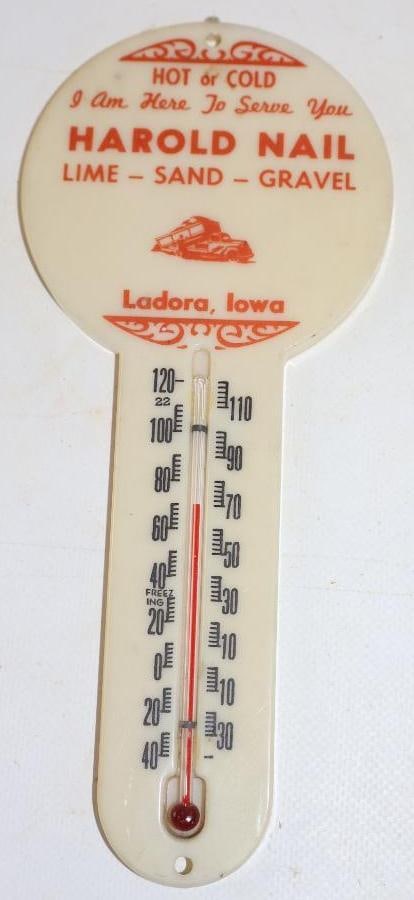 HOT or COLD
I Am Here To Serve You
HAROLD NAIL
LIME – SAND – GRAVEL
Ladora, Iowa
120
22
110
100
90
80
70
60
50
40
FREEZ
ING
30
20
10
0
10
20
30
40